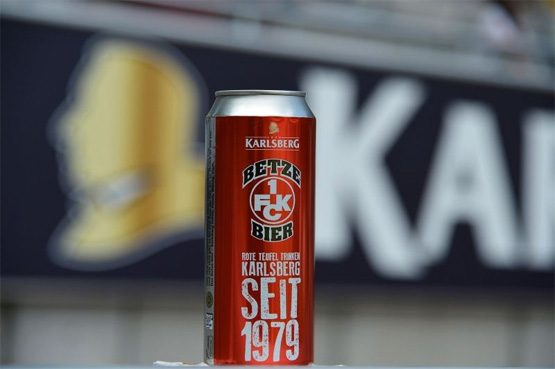 KARLSBERG
BETZE
1
FCK
BIER
ROTE TEUFEL TRINKEN
KARLSBERG
SEIT
1979
KA